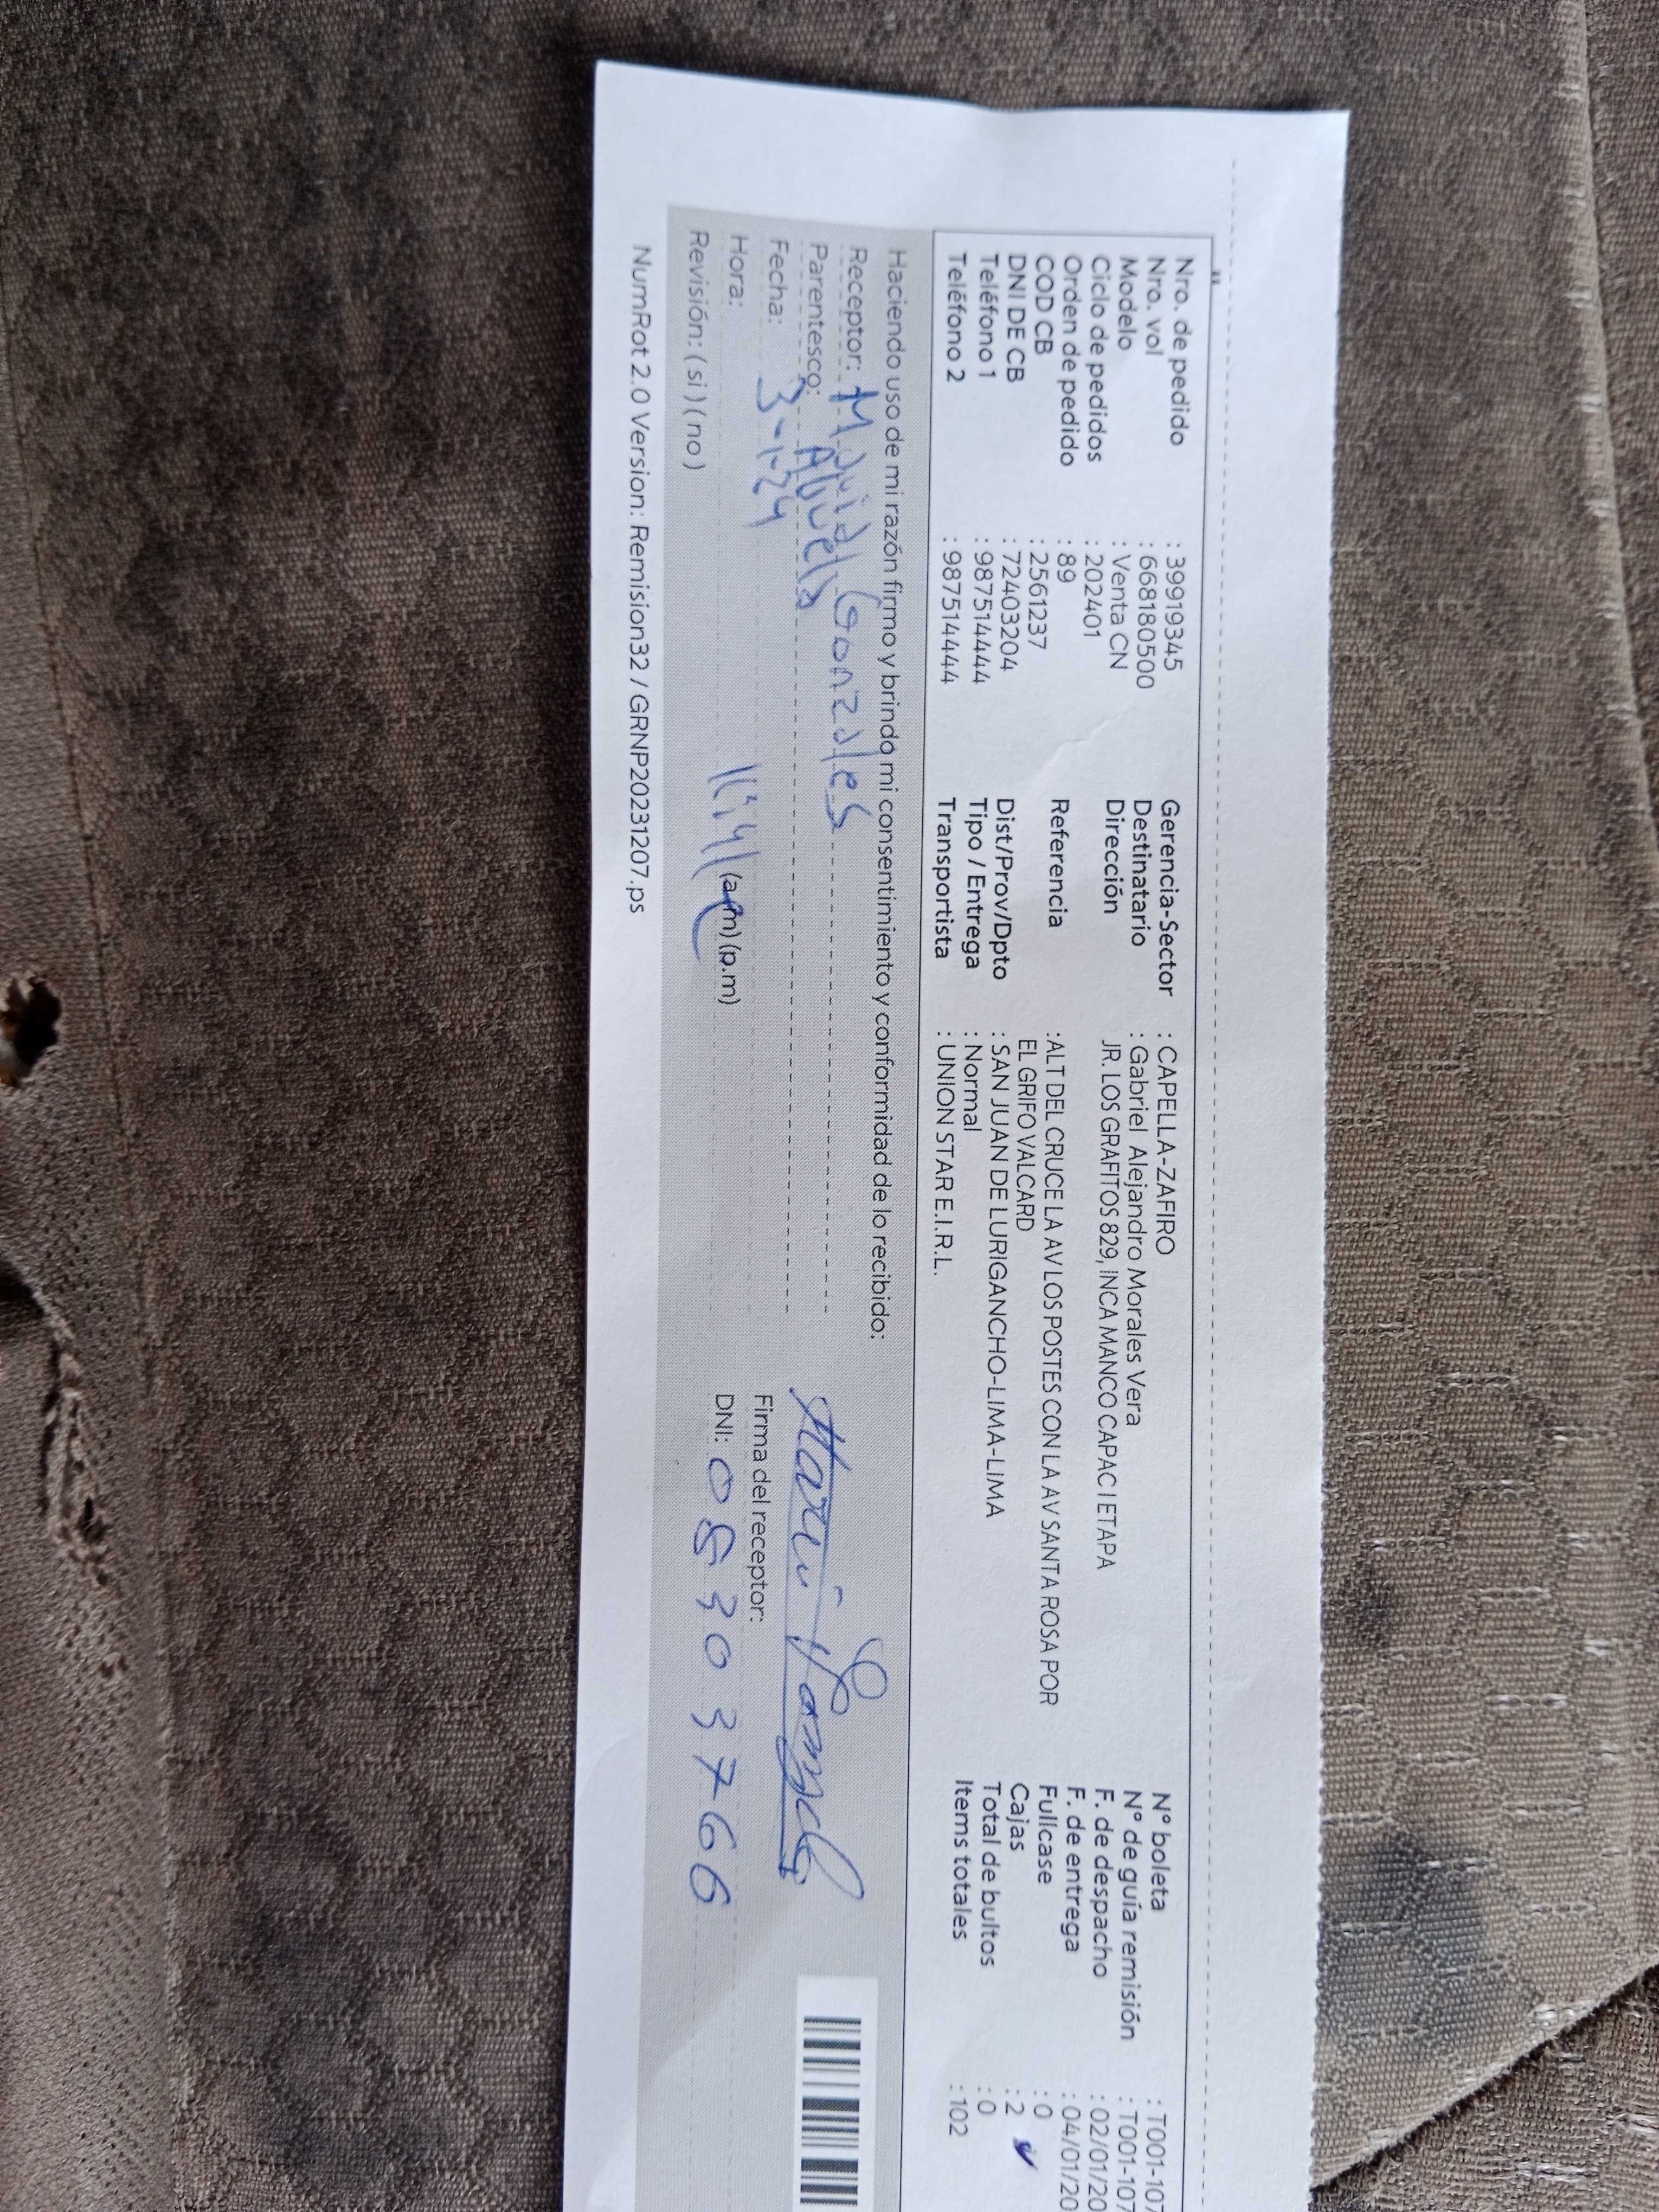 Nro. de pedido : 39919345
Nro. vol : 6681180500
Modelo : Venta CN
Ciclo de pedidos : 202401
Orden de pedido : 89
COD CB : 2561237
DNI DE CB : 72403204
Teléfono 1 : 987514444
Teléfono 2 : 987514444
Gerencia-Sector : CAPELLA-ZAFIRO
Destinatario : Gabriel Alejandro Morales Vera
Dirección JR. LOS GRAFITOS 829, INCA MANCO CAPAC I ETAPA
Referencia : ALT DEL CRUCE LA AV LOS POSTES CON LA AV SANTA ROSA POR
EL GRIFO VALCARD
Dist/Prov/Dpto : SAN JUAN DE LURIGANCHO-LIMA-LIMA
Tipo / Entrega : Normal
Transportista : UNION STAR E.I.R.L.
N° boleta : T001-107
N° de guía remisión : T001-107
F. de despacho : 02/01/20
F. de entrega : 04/01/20
Fullcase : 0
Cajas : 2
Total de bultos : 0
Items totales : 102
Haciendo uso de mi razón firmo y brindo mi consentimiento y conformidad de lo recibido:
Receptor: Gonzales
Parentesco: Abuela
Fecha: 3-1-24
Hora: 11:41 (a.m) (p.m)
Revisión: ( si ) ( no )
Firma del receptor:
DNI: 08303766
NumRot 2.0 Version: Remision32 / GRNP20231207.ps